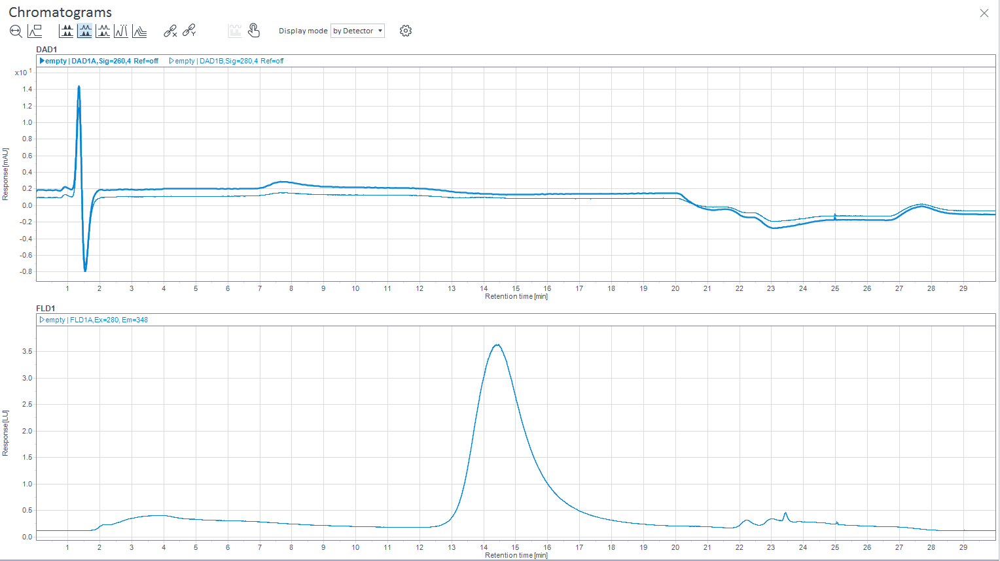 Chromatograms
Display mode by Detector
DAD1
empty | DAD1A,Sig=260,4 Ref=off empty | DAD1B,Sig=280,4 Ref=off
x10 1
1.4
1.2
1.0
0.8
0.6
0.4
0.2
0.0
-0.2
-0.4
-0.6
-0.8
Response [mAU]
1 2 3 4 5 6 7 8 9 10 11 12 13 14 15 16 17 18 19 20 21 22 23 24 25 26 27 28 29
Retention time [min]
FLD1
empty | FLD1A,Ex=280, Em=348
3.5
3.0
2.5
2.0
1.5
1.0
0.5
0.0
Response [LU]
1 2 3 4 5 6 7 8 9 10 11 12 13 14 15 16 17 18 19 20 21 22 23 24 25 26 27 28 29
Retention time [min]